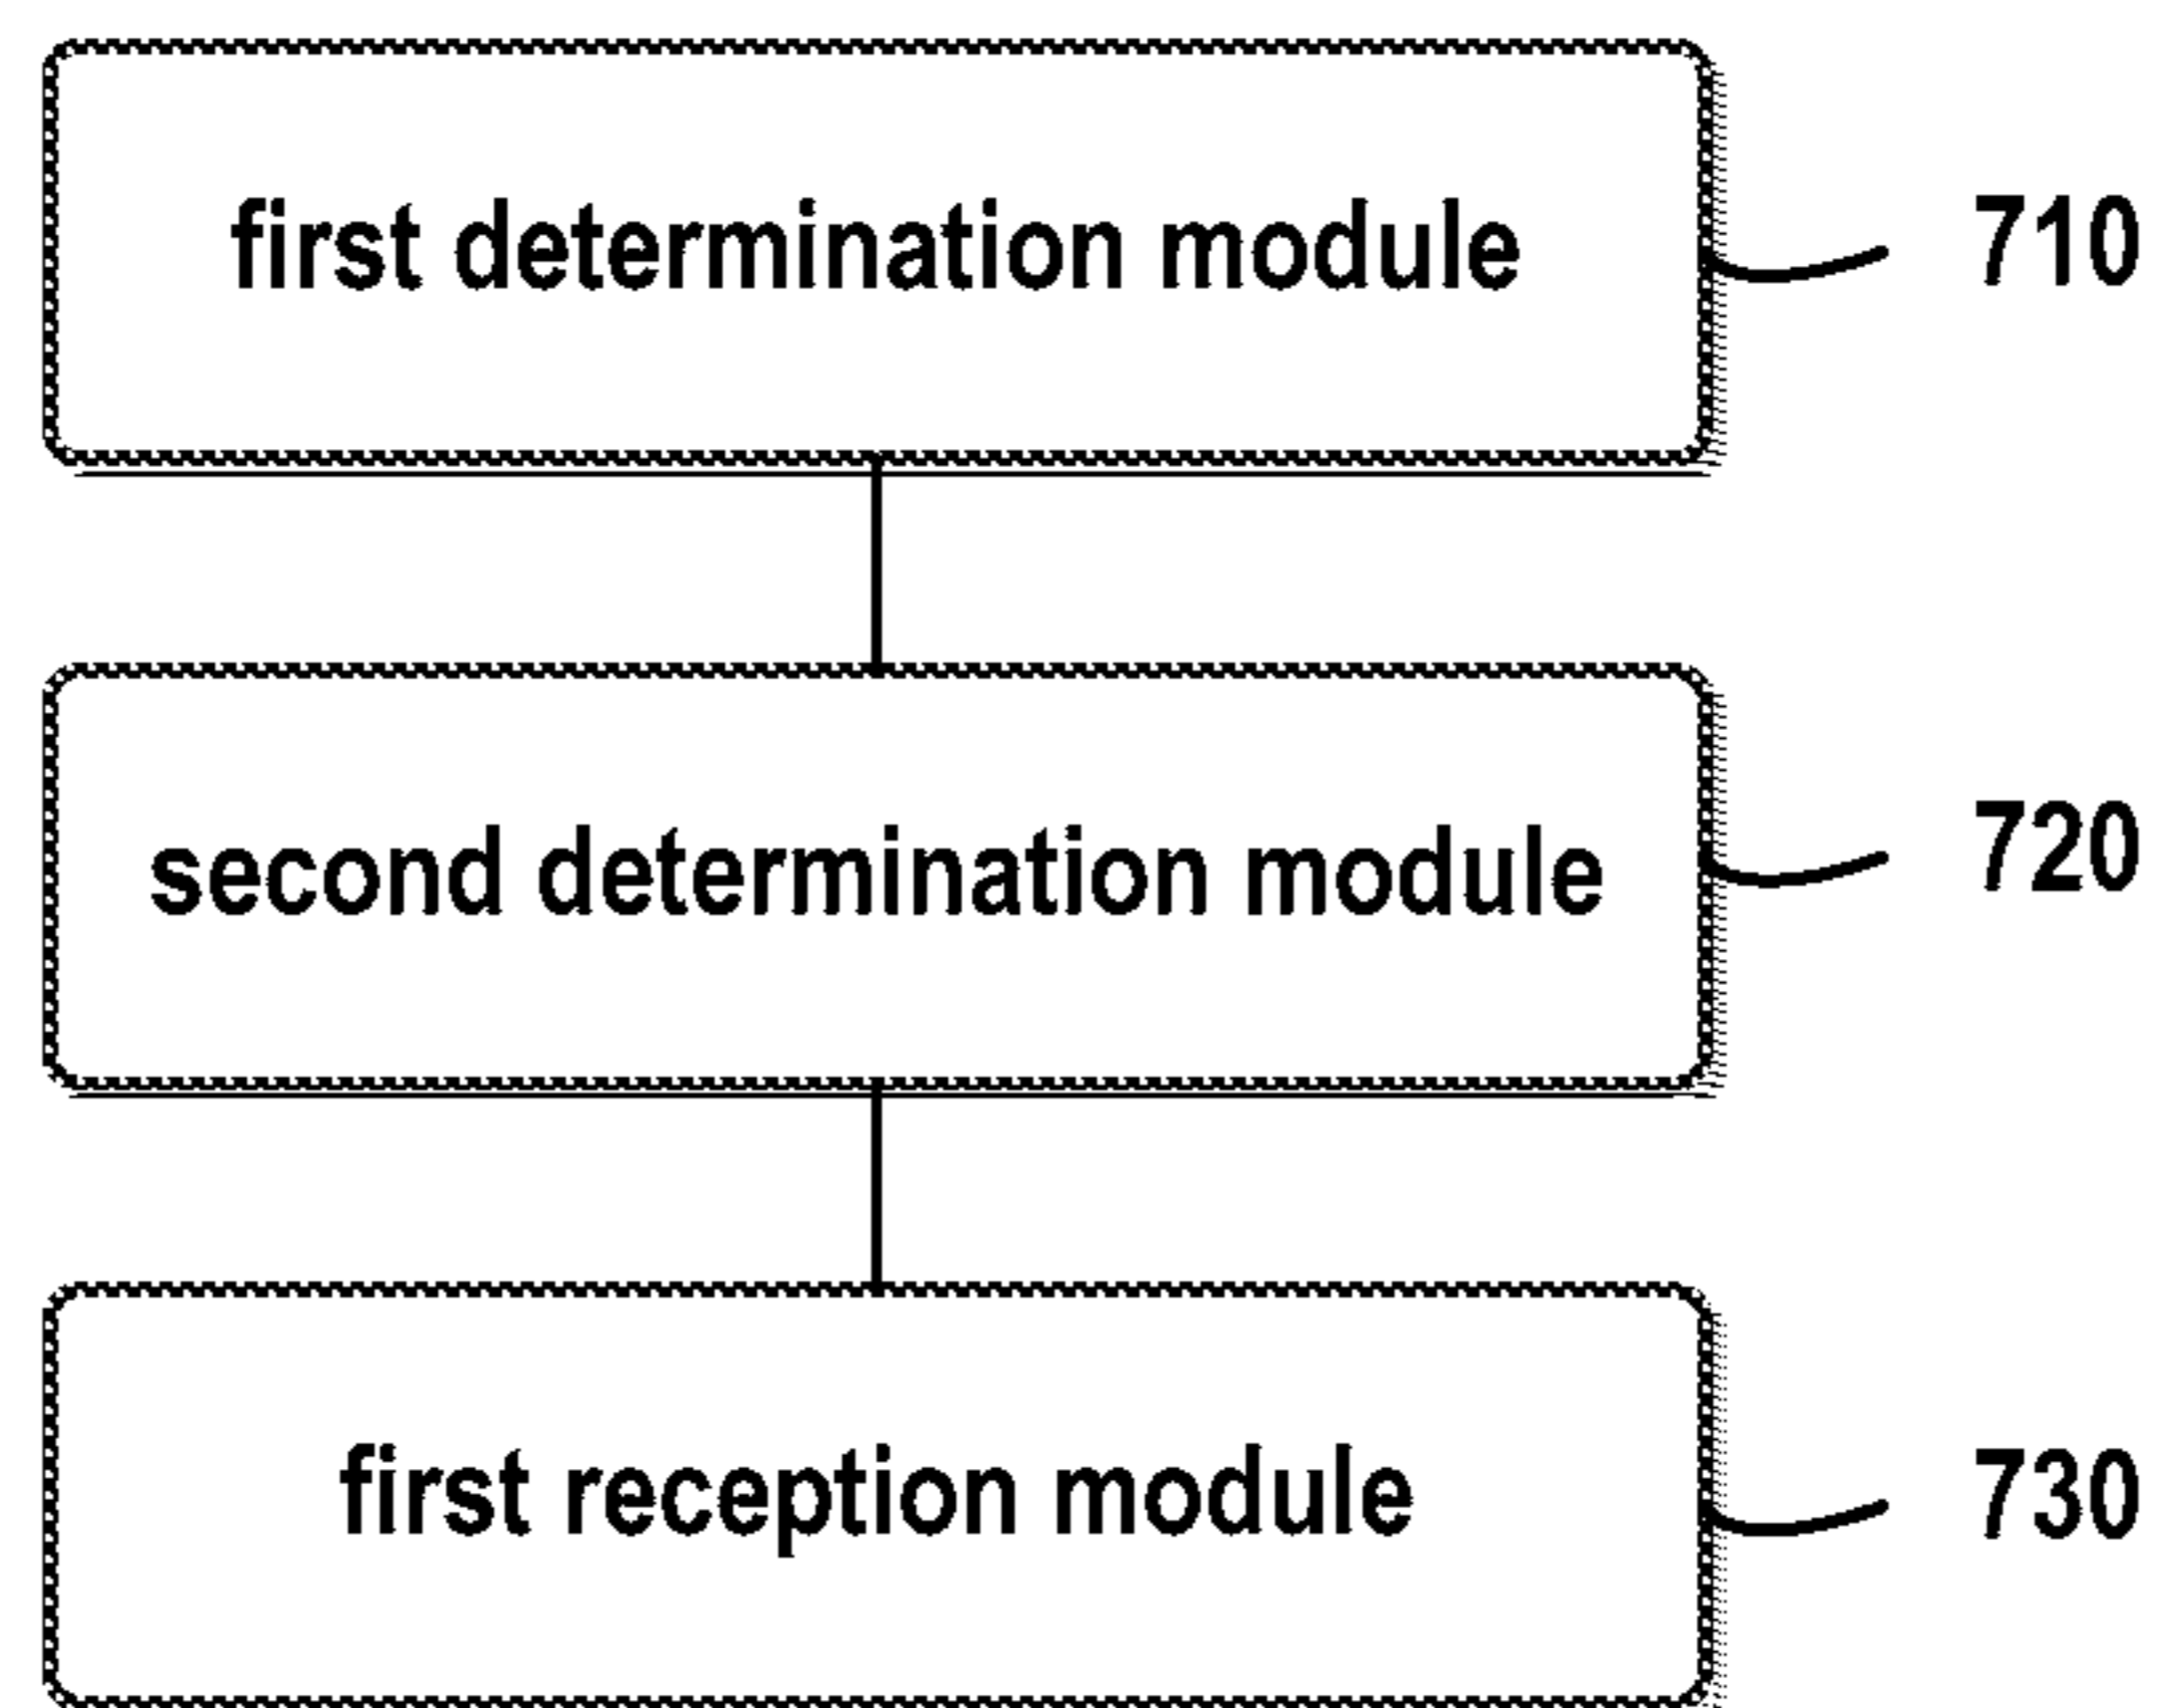 first determination module 710
second determination module 720
first reception module 730